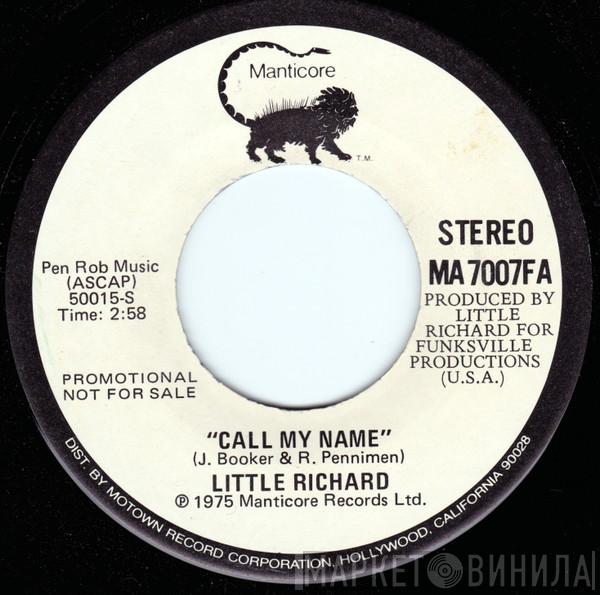 Manticore
T.M.
STEREO
MA7007FA
PRODUCED BY
LITTLE
RICHARD FOR
FUNKSVILLE
PRODUCTIONS
(U.S.A.)
Pen Rob Music
(ASCAP)
50015-S
Time: 2:58
PROMOTIONAL
NOT FOR SALE
"CALL MY NAME"
(J. Booker & R. Pennimen)
LITTLE RICHARD
℗ 1975 Manticore Records Ltd.
DIST. BY MOTOWN RECORD CORPORATION, HOLLYWOOD, CALIFORNIA 90028
МАРКЕТ ВИНИЛА